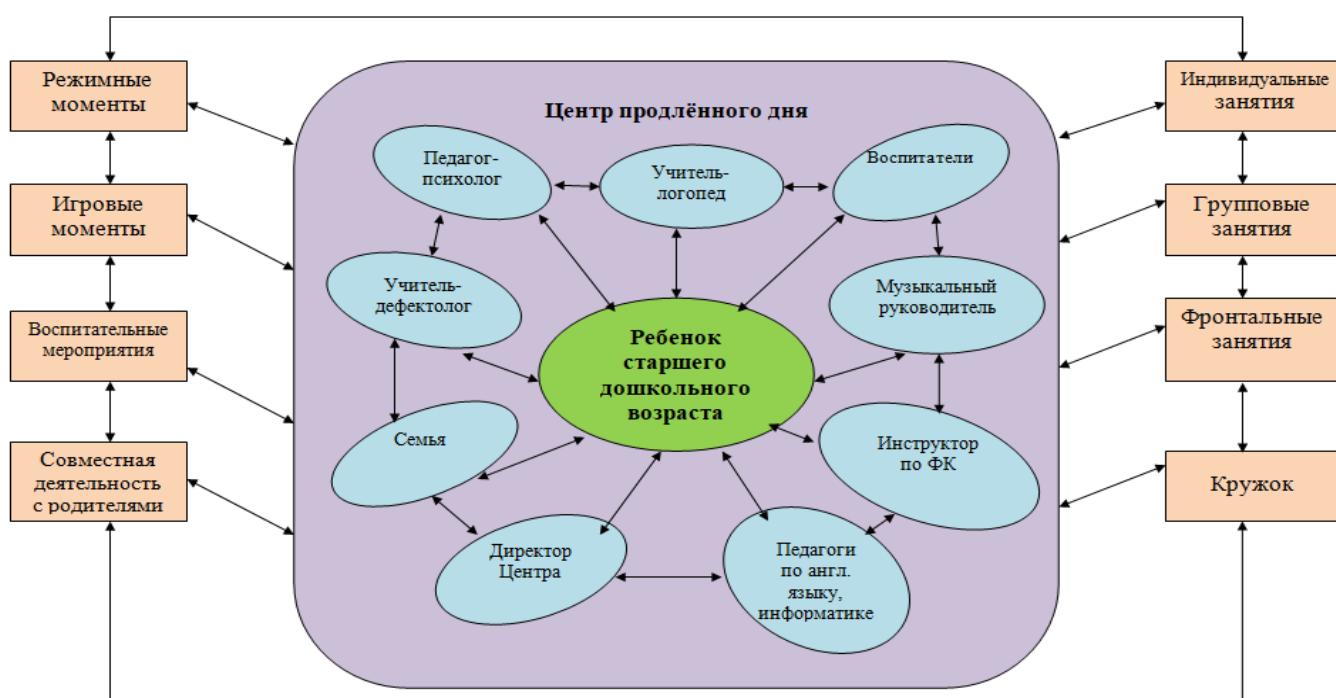 Режимные
моменты
Игровые
моменты
Воспитательные
мероприятия
Совместная
деятельность
с родителями
Центр продлённого дня
Педагог-
психолог
Учитель-
логопед
Воспитатели
Учитель-
дефектолог
Музыкальный
руководитель
Ребенок
старшего
дошкольного
возраста
Семья
Инструктор
по ФК
Директор
Центра
Педагоги
по англ.
языку,
информатике
Индивидуальные
занятия
Групповые
занятия
Фронтальные
занятия
Кружок